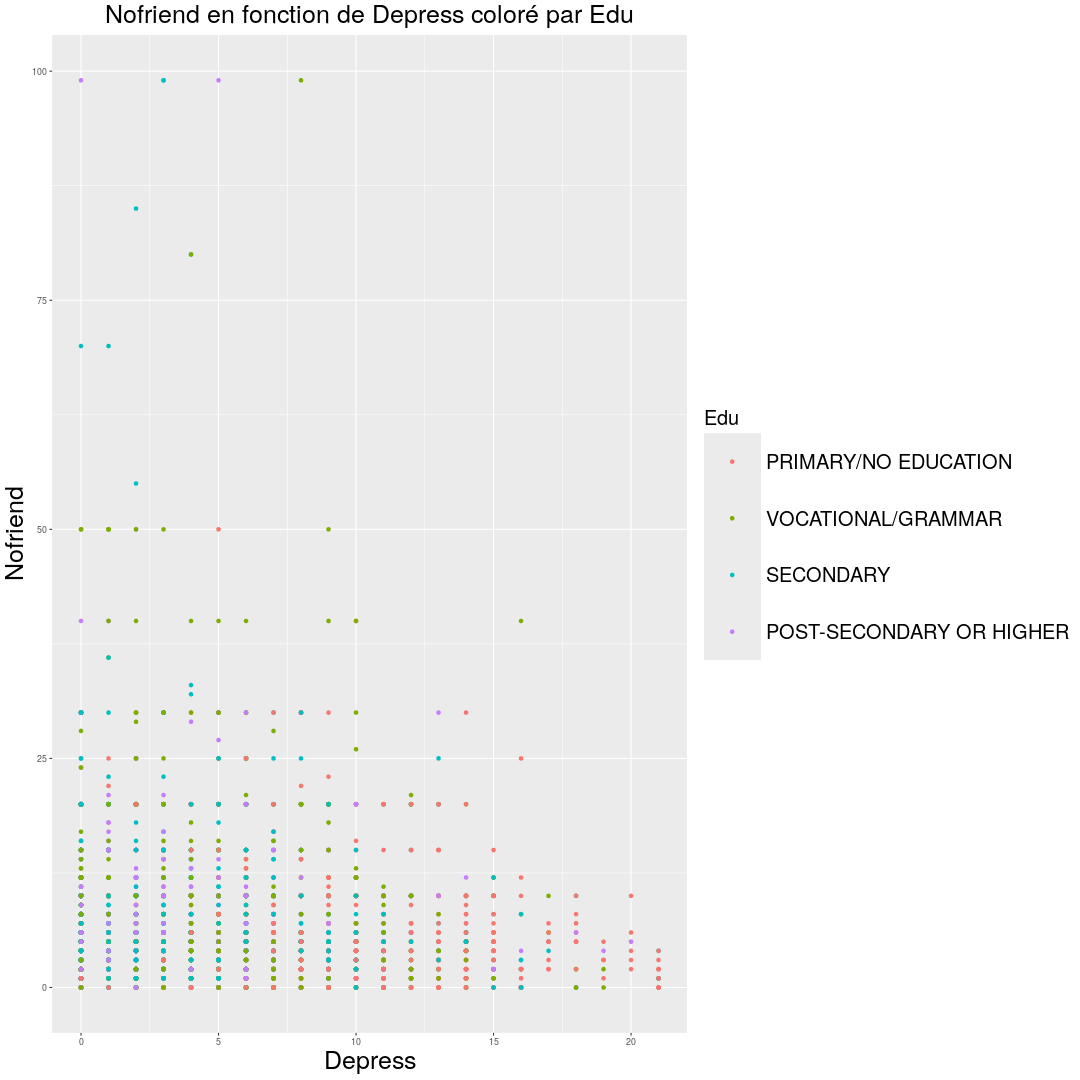 Nofriend en fonction de Depress coloré par Edu
100
75
50
25
0
Nofriend
0 5 10 15 20
Depress
Edu
PRIMARY/NO EDUCATION
VOCATIONAL/GRAMMAR
SECONDARY
POST-SECONDARY OR HIGHER